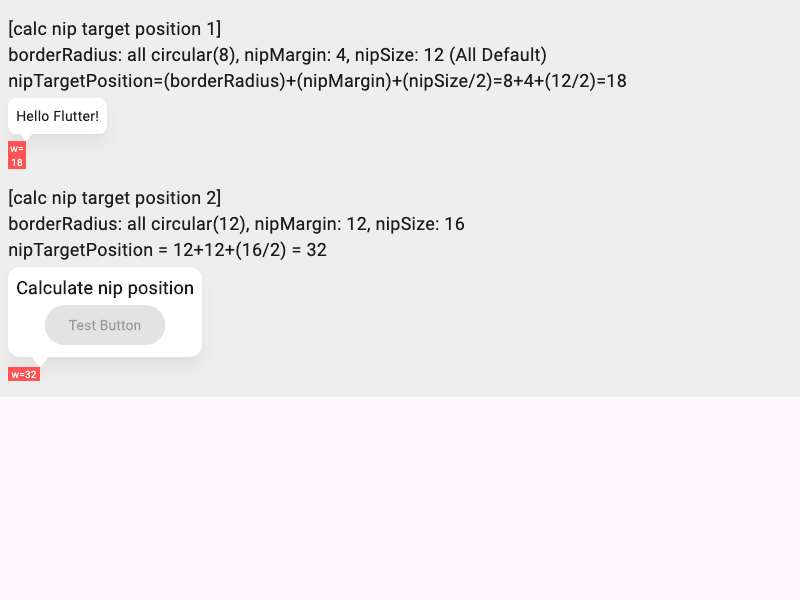 [calc nip target position 1]
borderRadius: all circular(8), nipMargin: 4, nipSize: 12 (All Default)
nipTargetPosition=(borderRadius)+(nipMargin)+(nipSize/2)=8+4+(12/2)=18
Hello Flutter!
w=
18
[calc nip target position 2]
borderRadius: all circular(12), nipMargin: 12, nipSize: 16
nipTargetPosition = 12+12+(16/2) = 32
Calculate nip position
Test Button
w=32